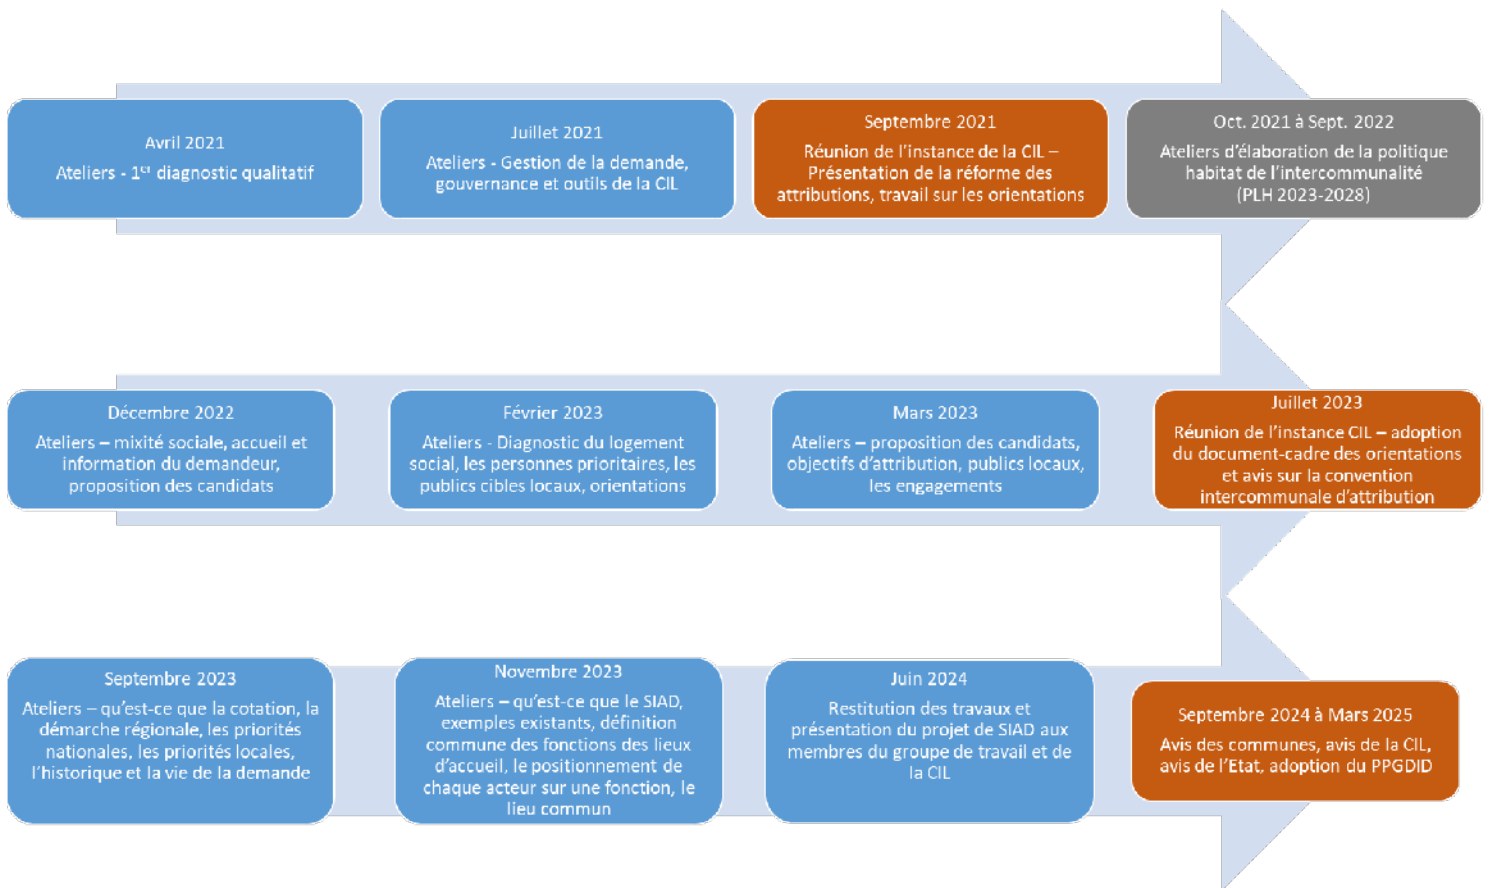 Avril 2021
Ateliers - 1er diagnostic qualitatif
Juillet 2021
Ateliers - Gestion de la demande,
gouvernance et outils de la CIL
Septembre 2021
Réunion de l'instance de la CIL –
Présentation de la réforme des
attributions, travail sur les orientations
Oct. 2021 à Sept. 2022
Ateliers d'élaboration de la politique
habitat de l'intercommunalité
(PLH 2023-2028)
Décembre 2022
Ateliers – mixité sociale, accueil et
information du demandeur,
proposition des candidats
Février 2023
Ateliers - Diagnostic du logement
social, les personnes prioritaires, les
publics cibles locaux, orientations
Mars 2023
Ateliers – proposition des candidats,
objectifs d'attribution, publics locaux,
les engagements
Juillet 2023
Réunion de l'instance CIL – adoption
du document-cadre des orientations
et avis sur la convention
intercommunale d'attribution
Septembre 2023
Ateliers – qu'est-ce que la cotation, la
démarche régionale, les priorités
nationales, les priorités locales,
l'historique et la vie de la demande
Novembre 2023
Ateliers – qu'est-ce que le SIAD,
exemples existants, définition
commune des fonctions des lieux
d'accueil, le positionnement de
chaque acteur sur une fonction, le
lieu commun
Juin 2024
Restitution des travaux et
présentation du projet de SIAD aux
membres du groupe de travail et de
la CIL
Septembre 2024 à Mars 2025
Avis des communes, avis de la CIL,
avis de l'Etat, adoption du PPGDID